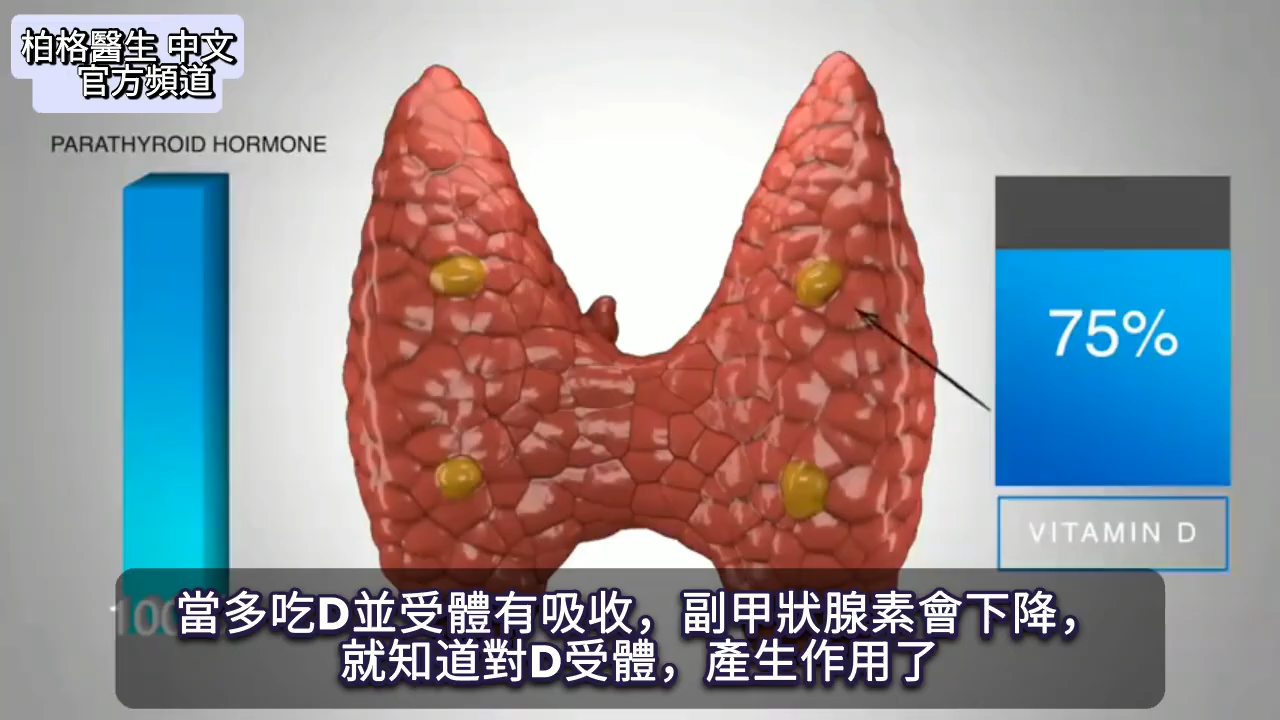 柏格醫生 中文
官方頻道
PARATHYROID HORMONE
75%
VITAMIN D
100
當多吃D並受體有吸收，副甲狀腺素會下降，
就知道對D受體，產生作用了